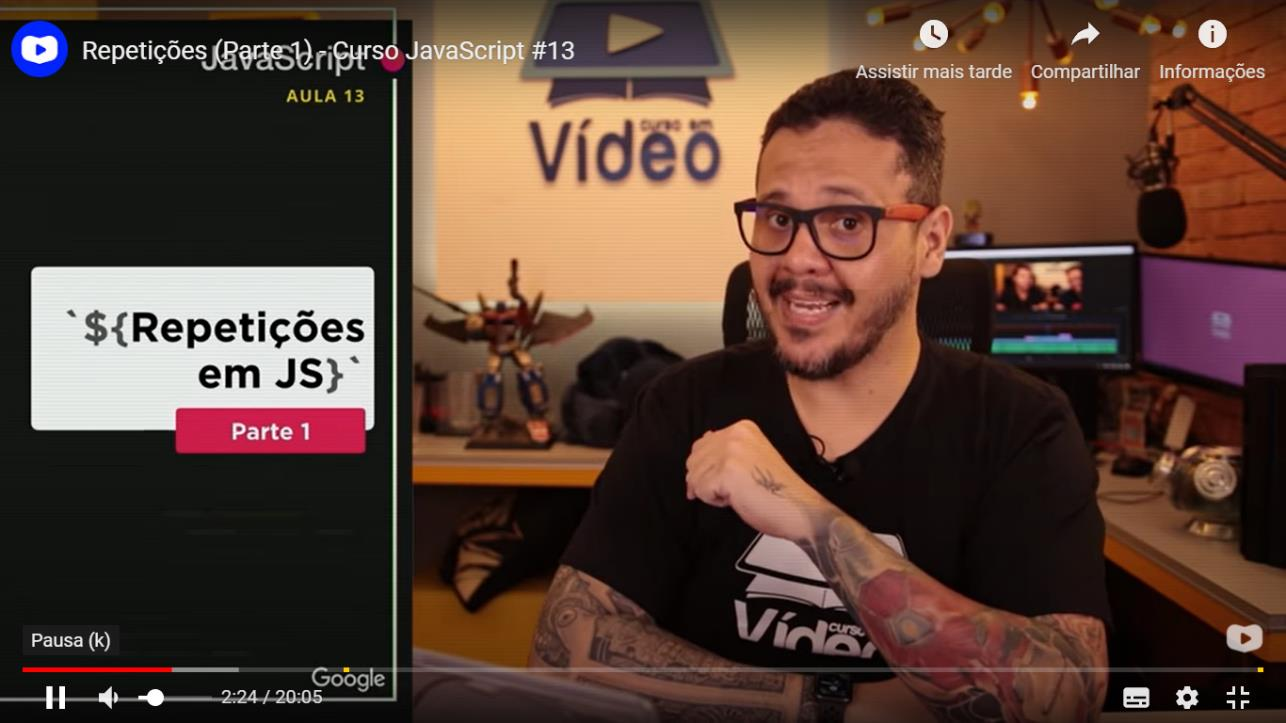 Repetições (Parte 1) - Curso JavaScript #13
JavaScript
AULA 13
Assistir mais tarde
Compartilhar
Informações
curso em
Vídeo
`${Repetições
em JS}`
Parte 1
curso
Vídeo
Pausa (k)
Google
2:24 / 20:05